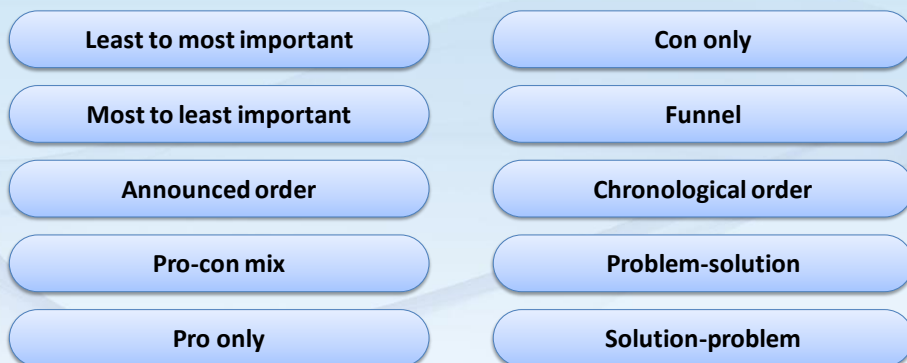 Least to most important
Most to least important
Announced order
Pro-con mix
Pro only
Con only
Funnel
Chronological order
Problem-solution
Solution-problem